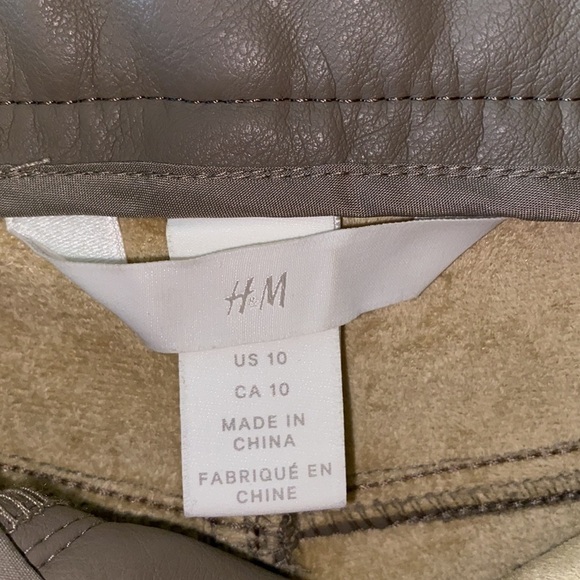 H&M
US 10
CA 10
MADE IN
CHINA
FABRIQUÉ EN
CHINE